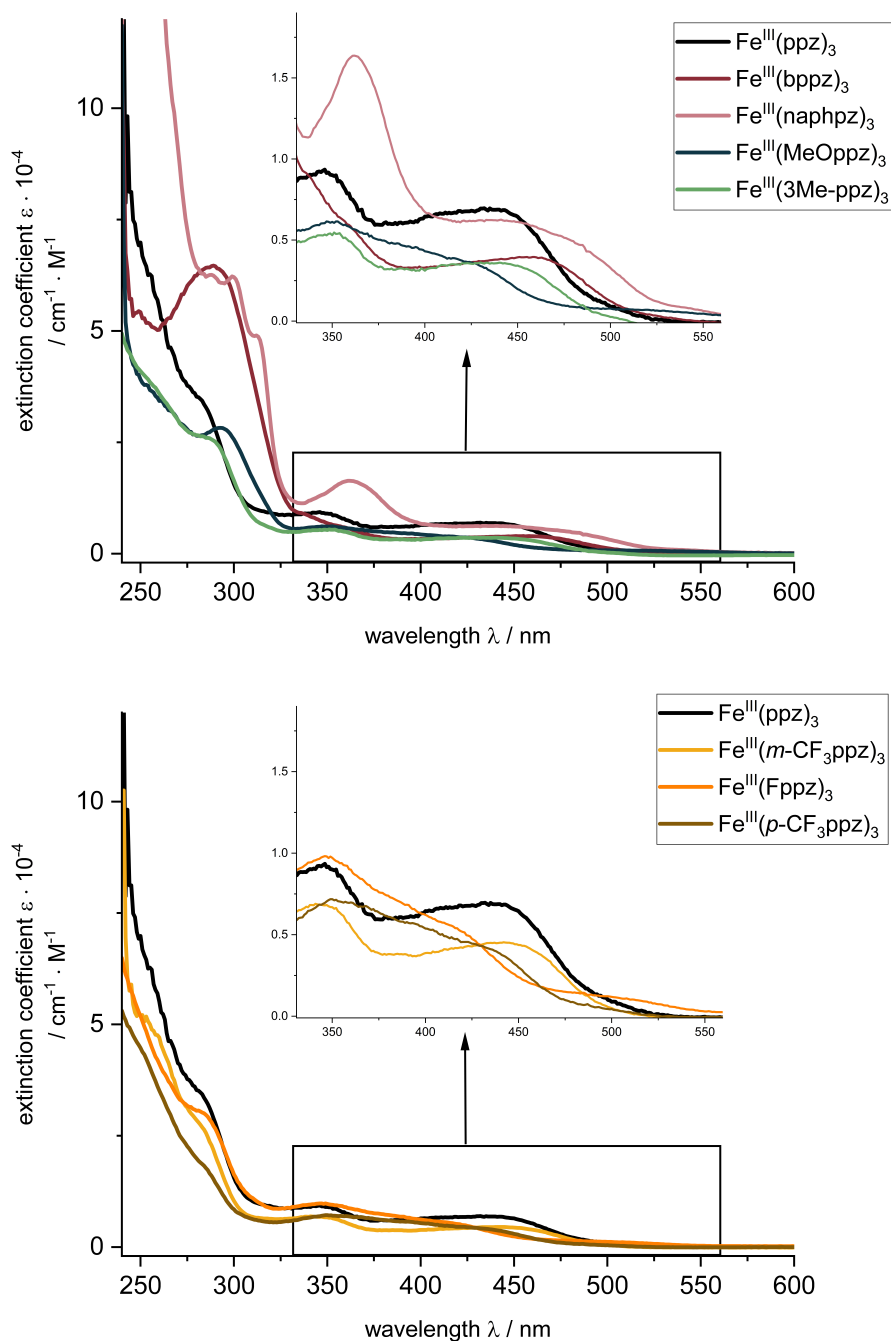 Fe^III(ppz)₃
Fe^III(bppz)₃
Fe^III(naphpz)₃
Fe^III(MeOppz)₃
Fe^III(3Me-ppz)₃
extinction coefficient ε · 10⁻⁴
/ cm⁻¹ · M⁻¹
10
5
0
1.5
1.0
0.5
0.0
350 400 450 500 550
250 300 350 400 450 500 550 600
wavelength λ / nm
Fe^III(ppz)₃
Fe^III(m-CF₃ppz)₃
Fe^III(Fppz)₃
Fe^III(p-CF₃ppz)₃
extinction coefficient ε · 10⁻⁴
/ cm⁻¹ · M⁻¹
10
5
0
1.5
1.0
0.5
0.0
350 400 450 500 550
250 300 350 400 450 500 550 600
wavelength λ / nm